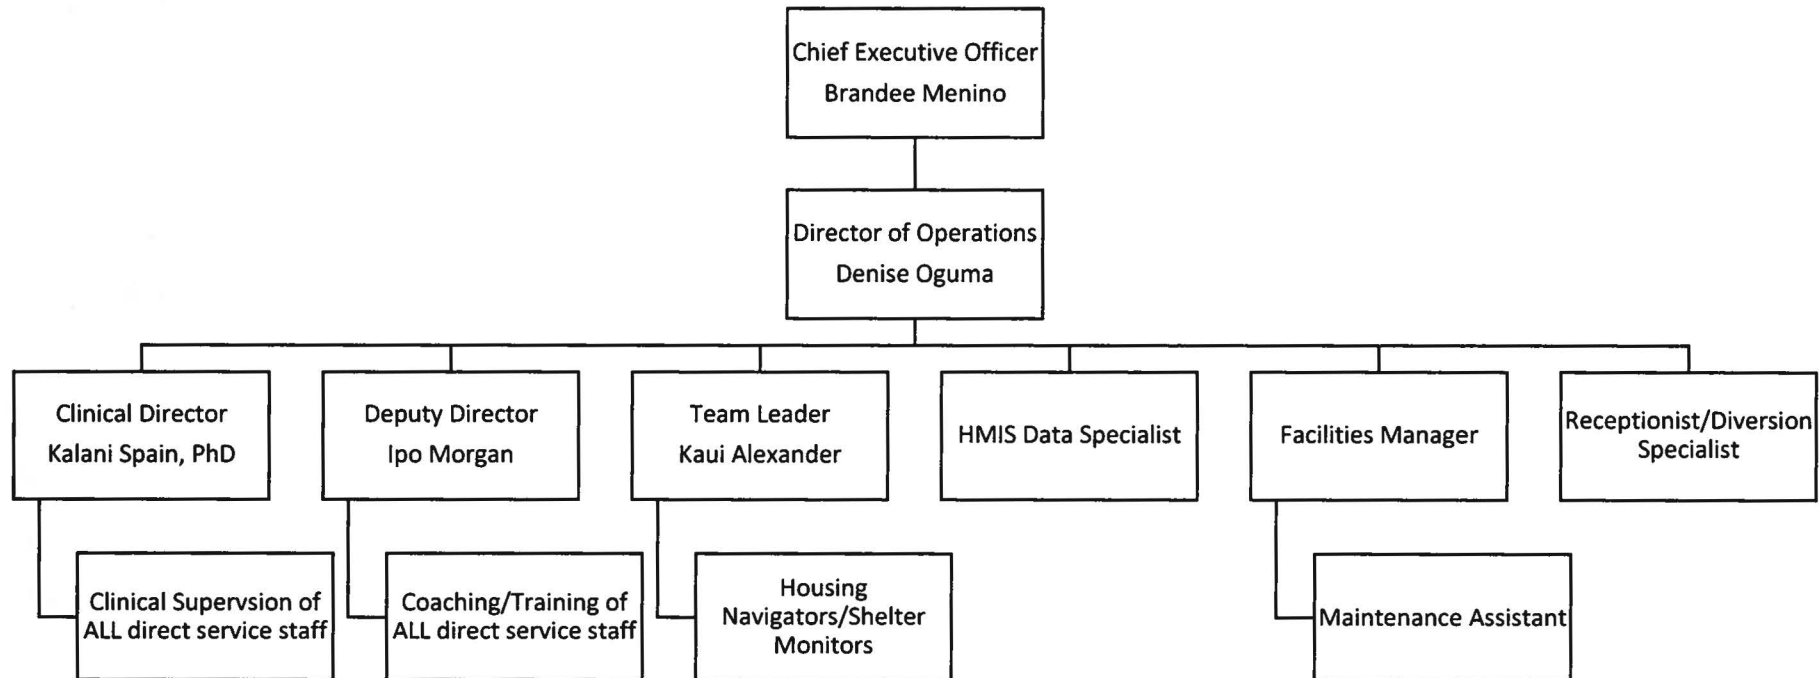 Chief Executive Officer
Brandee Menino
Director of Operations
Denise Oguma
Clinical Director
Kalani Spain, PhD
Deputy Director
Ipo Morgan
Team Leader
Kaui Alexander
HMIS Data Specialist
Facilities Manager
Receptionist/Diversion
Specialist
Clinical Supervsion of
ALL direct service staff
Coaching/Training of
ALL direct service staff
Housing
Navigators/Shelter
Monitors
Maintenance Assistant